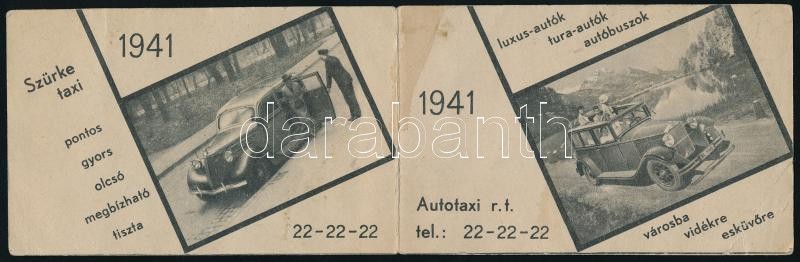 Szürke
taxi
1941
pontos
gyors
olcsó
megbízható
tiszta
22-22-22
luxus-autók
tura-autók
autóbuszok
1941
Autotaxi r.t.
tel.: 22-22-22
városba
vidékre
esküvőre
darabanth